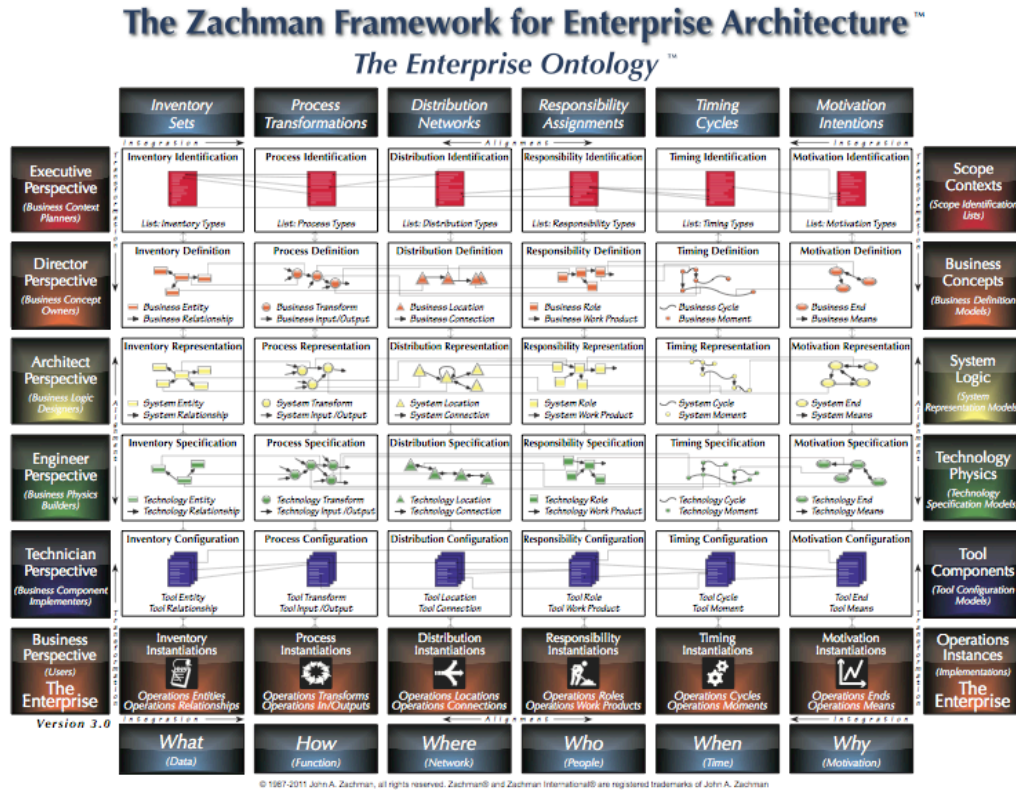 The Zachman Framework for Enterprise Architecture ™
The Enterprise Ontology ™
Inventory
Sets
Process
Transformations
Distribution
Networks
Responsibility
Assignments
Timing
Cycles
Motivation
Intentions
Integration
Alignment
Integration
Executive
Perspective
(Business Context
Planners)
Transformation
Inventory Identification
List: Inventory Types
Process Identification
List: Process Types
Distribution Identification
List: Distribution Types
Responsibility Identification
List: Responsibility Types
Timing Identification
List: Timing Types
Motivation Identification
List: Motivation Types
Transformation
Scope
Contexts
(Scope Identification
Lists)
Director
Perspective
(Business Concept
Owners)
Inventory Definition
Business Entity
Business Relationship
Process Definition
Business Transform
Business Input/Output
Distribution Definition
Business Location
Business Connection
Responsibility Definition
Business Role
Business Work Product
Timing Definition
Business Cycle
Business Moment
Motivation Definition
Business End
Business Means
Business
Concepts
(Business Definition
Models)
Architect
Perspective
(Business Logic
Designers)
Alignment
Inventory Representation
System Entity
System Relationship
Process Representation
System Transform
System Input /Output
Distribution Representation
System Location
System Connection
Responsibility Representation
System Role
System Work Product
Timing Representation
System Cycle
System Moment
Motivation Representation
System End
System Means
Alignment
System
Logic
(System
Representation Models)
Engineer
Perspective
(Business Physics
Builders)
Inventory Specification
Technology Entity
Technology Relationship
Process Specification
Technology Transform
Technology Input /Output
Distribution Specification
Technology Location
Technology Connection
Responsibility Specification
Technology Role
Technology Work Product
Timing Specification
Technology Cycle
Technology Moment
Motivation Specification
Technology End
Technology Means
Technology
Physics
(Technology
Specification Models)
Technician
Perspective
(Business Component
Implementers)
Transformation
Inventory Configuration
Tool Entity
Tool Relationship
Process Configuration
Tool Transform
Tool Input/Output
Distribution Configuration
Tool Location
Tool Connection
Responsibility Configuration
Tool Role
Tool Work Product
Timing Configuration
Tool Cycle
Tool Moment
Motivation Configuration
Tool End
Tool Means
Transformation
Tool
Components
(Tool Configuration
Models)
Business
Perspective
(Users)
The
Enterprise
Inventory
Instantiations
Operations Entities
Operations Relationships
Process
Instantiations
Operations Transforms
Operations In/Outputs
Distribution
Instantiations
Operations Locations
Operations Connections
Responsibility
Instantiations
Operations Roles
Operations Work Products
Timing
Instantiations
Operations Cycles
Operations Moments
Motivation
Instantiations
Operations Ends
Operations Means
Operations
Instances
(Implementations)
The
Enterprise
Version 3.0
Integration
Alignment
Integration
What
(Data)
How
(Function)
Where
(Network)
Who
(People)
When
(Time)
Why
(Motivation)
© 1987-2011 John A. Zachman, all rights reserved. Zachman® and Zachman International® are registered trademarks of John A. Zachman